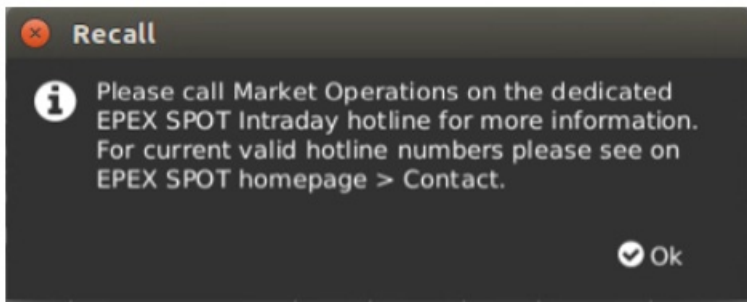 Recall
Please call Market Operations on the dedicated
EPEX SPOT Intraday hotline for more information.
For current valid hotline numbers please see on
EPEX SPOT homepage > Contact.
Ok